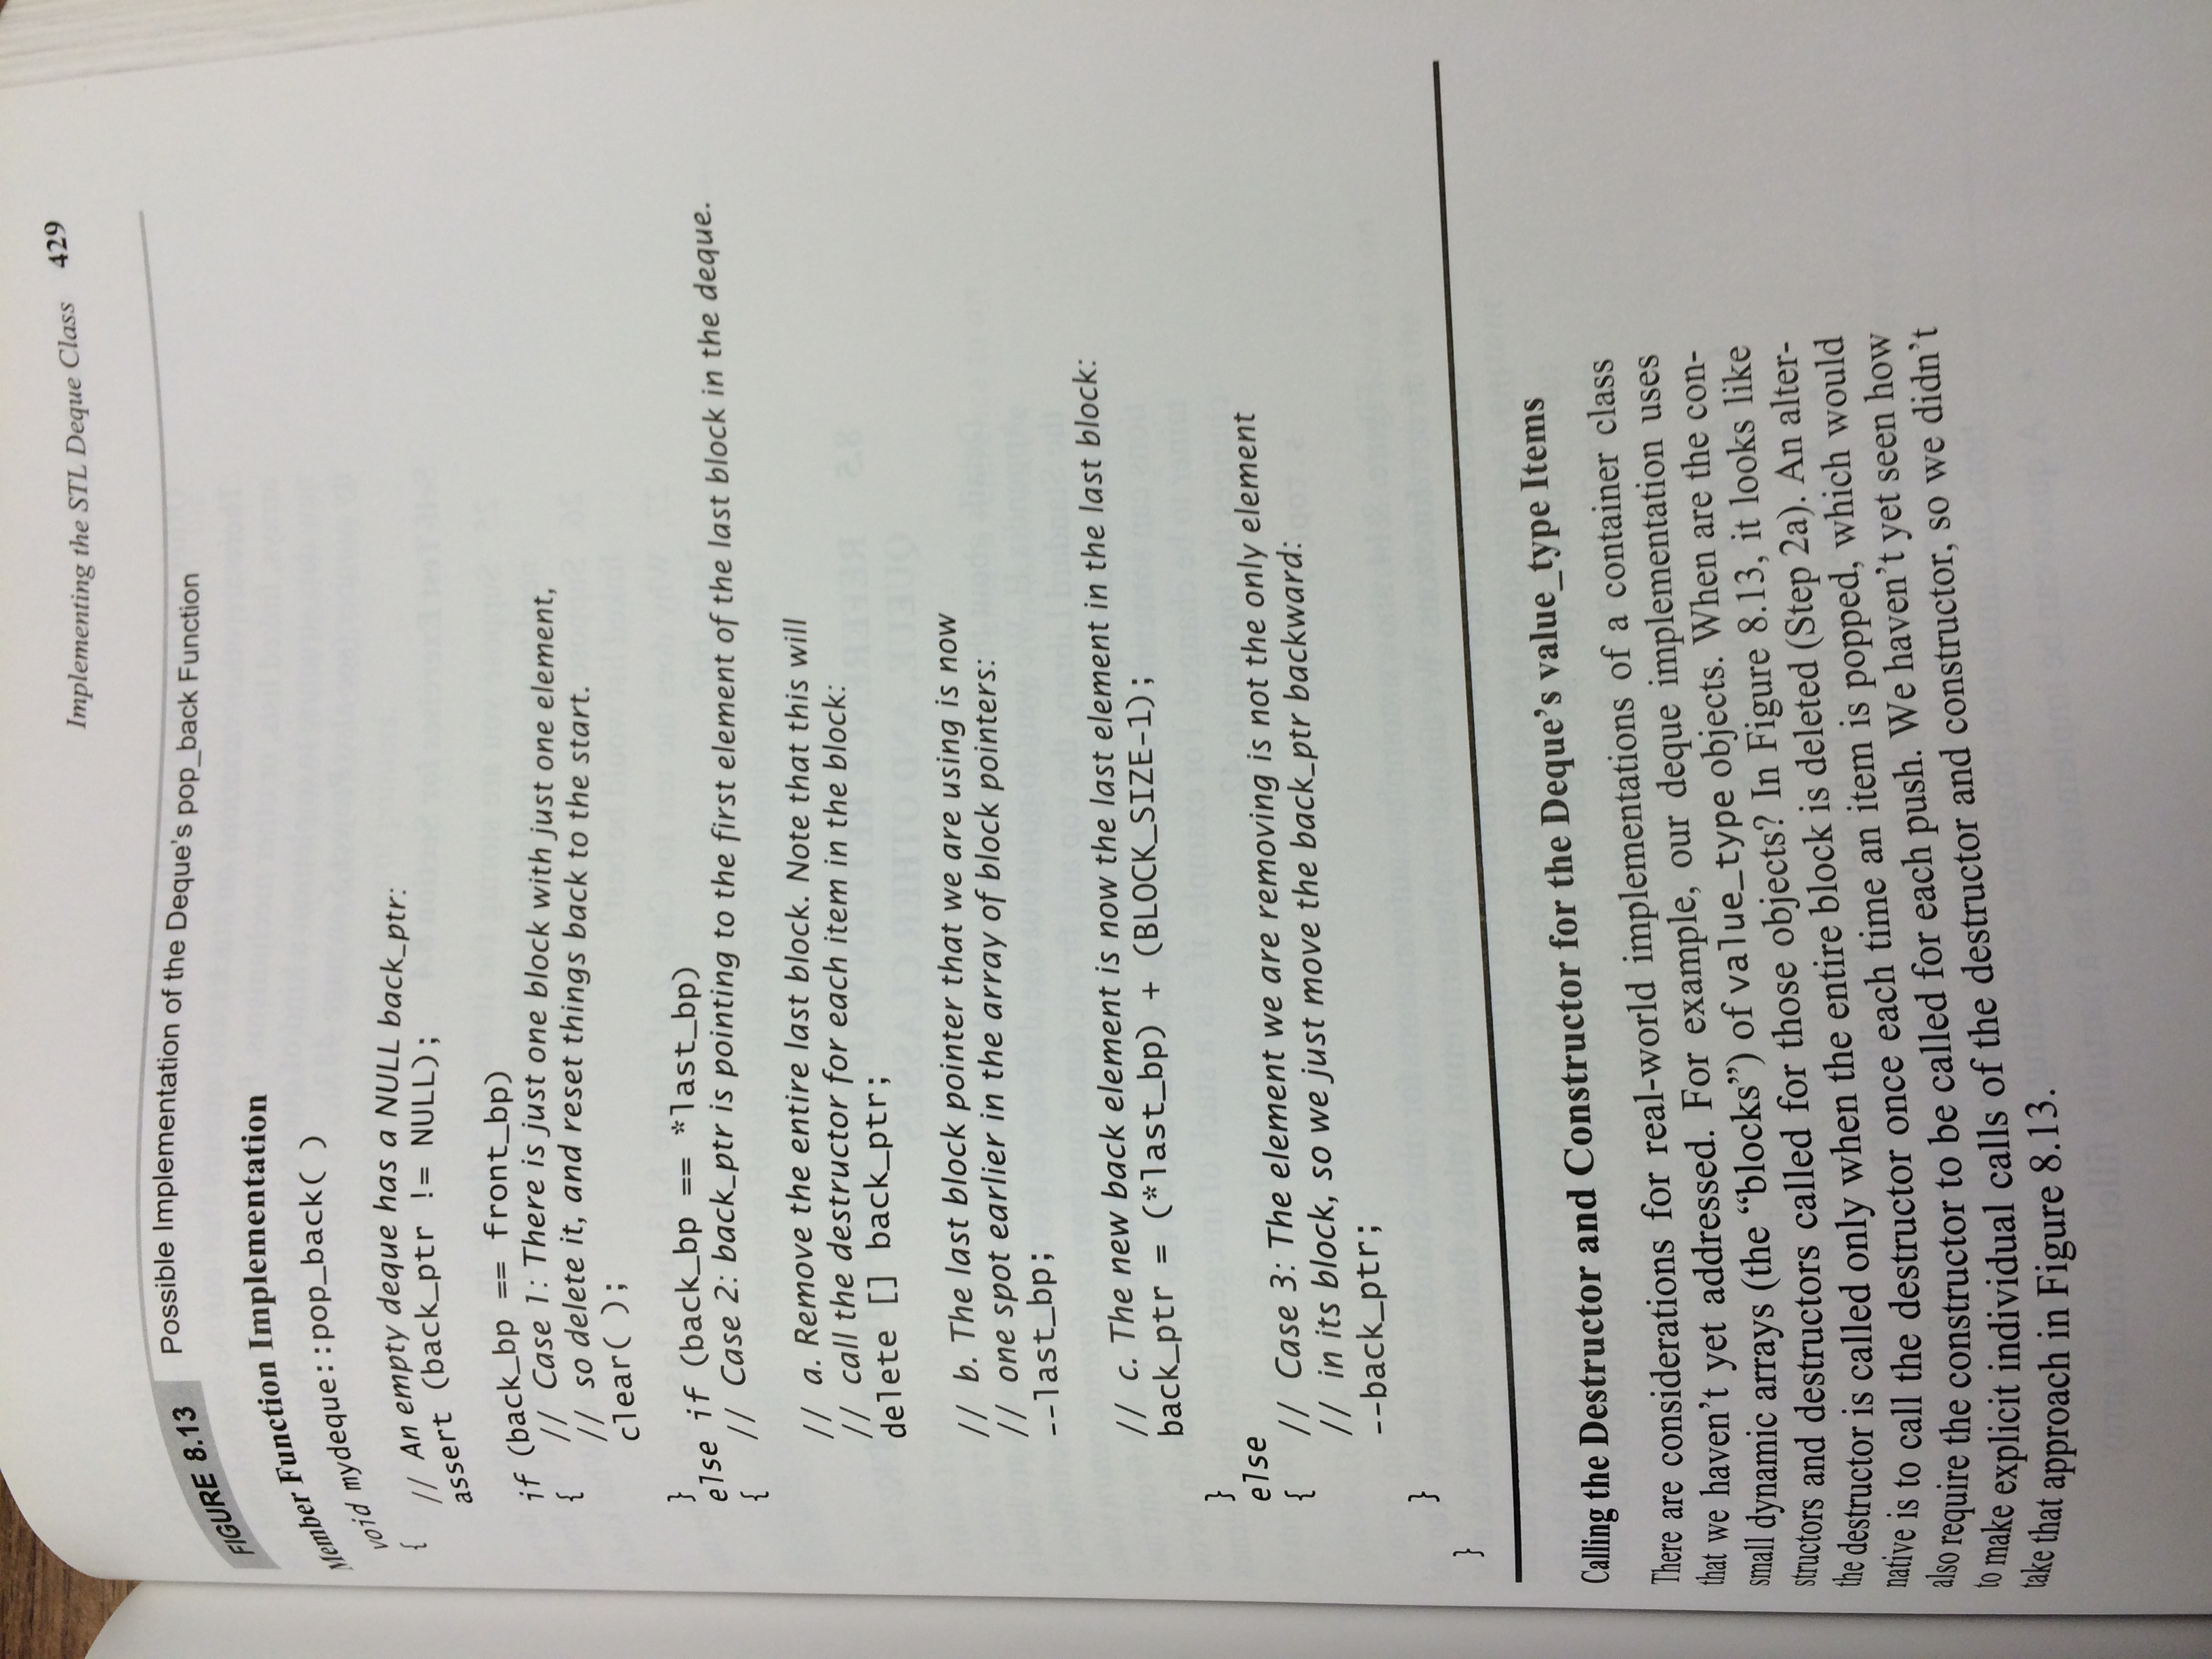 Implementing the STL Deque Class 429
FIGURE 8.13 Possible Implementation of the Deque's pop_back Function
Member Function Implementation
void mydeque::pop_back( )
{ // An empty deque has a NULL back_ptr:
assert (back_ptr != NULL);
if (back_bp == front_bp)
{ // Case 1: There is just one block with just one element,
// so delete it, and reset things back to the start.
clear( );
}
else if (back_bp == *last_bp)
{ // Case 2: back_ptr is pointing to the first element of the last block in the deque.
// a. Remove the entire last block. Note that this will
// call the destructor for each item in the block:
delete [] back_ptr;
// b. The last block pointer that we are using is now
// one spot earlier in the array of block pointers:
--last_bp;
// c. The new back element is now the last element in the last block:
back_ptr = (*last_bp) + (BLOCK_SIZE-1);
}
else
{ // Case 3: The element we are removing is not the only element
// in its block, so we just move the back_ptr backward:
--back_ptr;
}
}
Calling the Destructor and Constructor for the Deque's value_type Items
There are considerations for real-world implementations of a container class
that we haven't yet addressed. For example, our deque implementation uses
small dynamic arrays (the “blocks”) of value_type objects. When are the con-
structors and destructors called for those objects? In Figure 8.13, it looks like
the destructor is called only when the entire block is deleted (Step 2a). An alter-
native is to call the destructor once each time an item is popped, which would
also require the constructor to be called for each push. We haven't yet seen how
to make explicit individual calls of the destructor and constructor, so we didn't
take that approach in Figure 8.13.